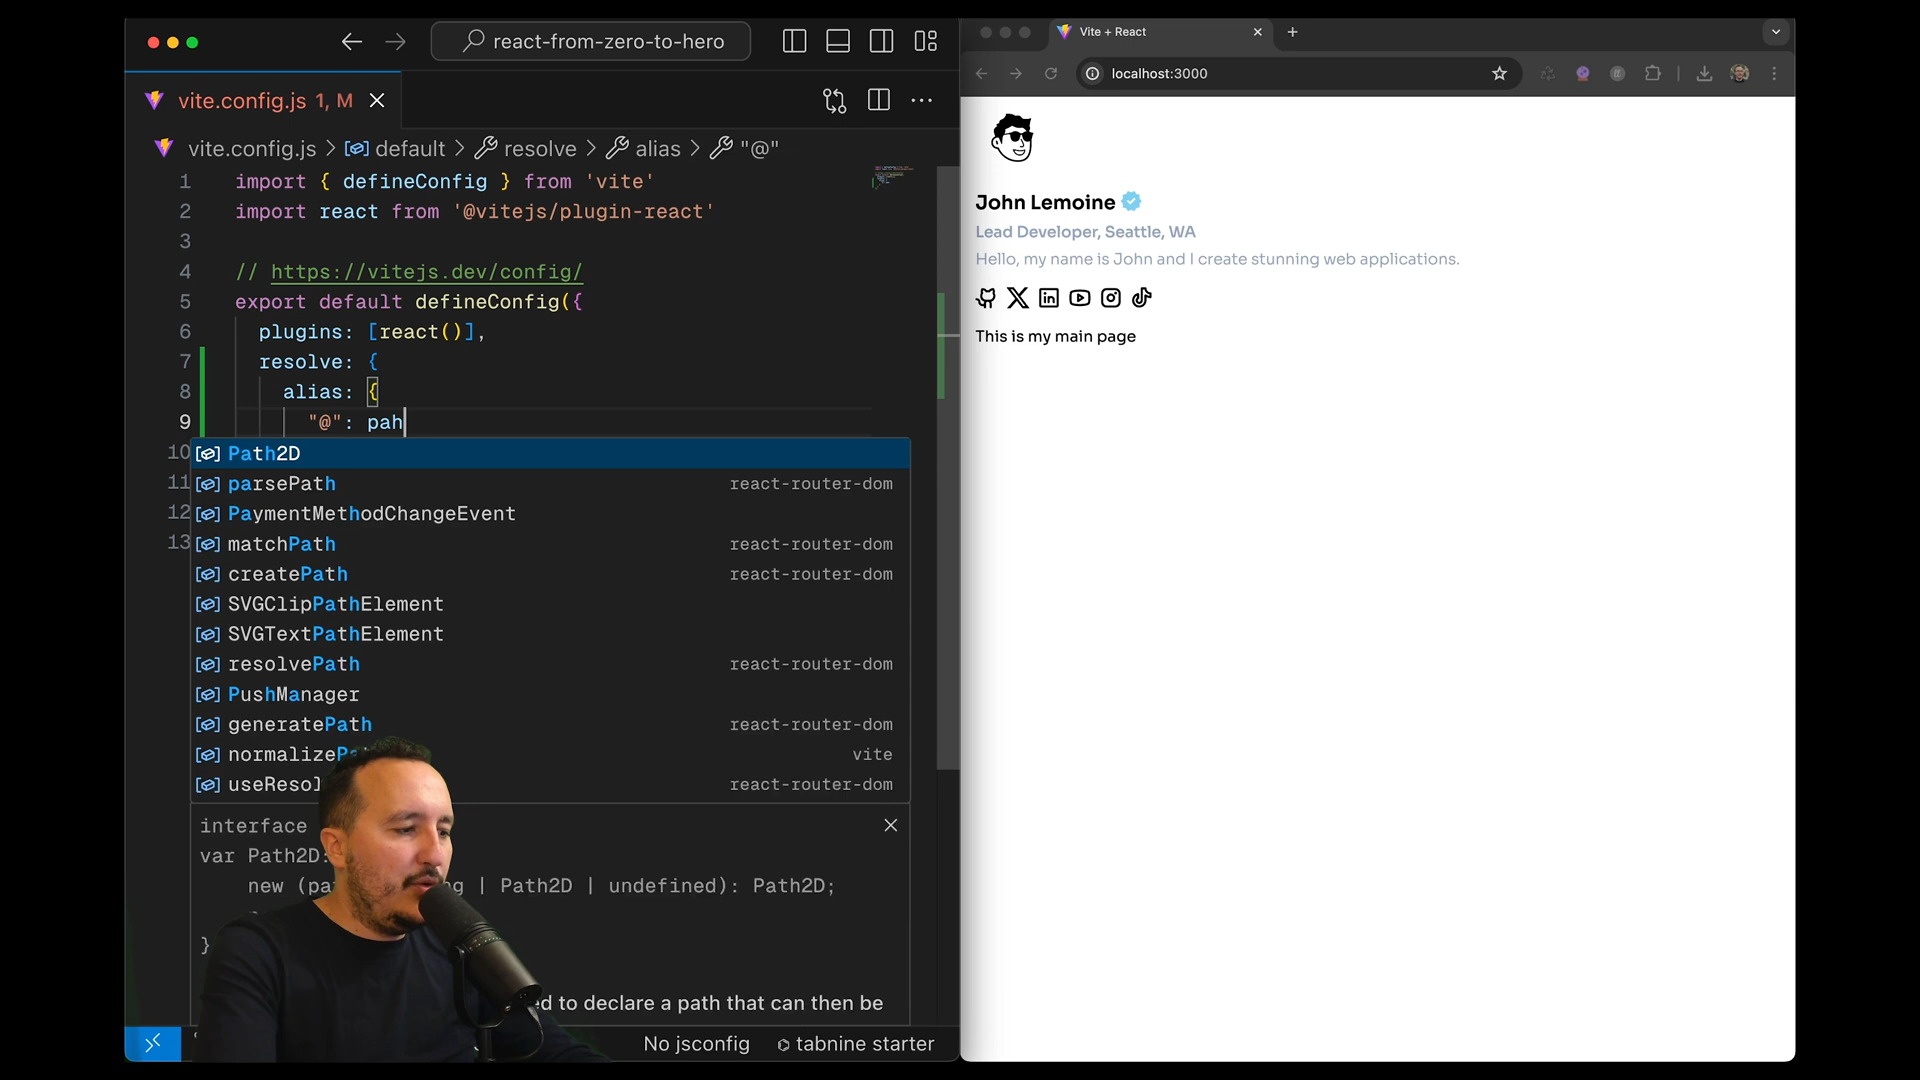 react-from-zero-to-hero
vite.config.js 1, M
vite.config.js > default > resolve > alias > "@"
1 import { defineConfig } from 'vite'
2 import react from '@vitejs/plugin-react'
3
4 // https://vitejs.dev/config/
5 export default defineConfig({
6 plugins: [react()],
7 resolve: {
8 alias: {
9 "@": pah
10
11
12
13
Path2D
parsePath react-router-dom
PaymentMethodChangeEvent
matchPath react-router-dom
createPath react-router-dom
SVGClipPathElement
SVGTextPathElement
resolvePath react-router-dom
PushManager
generatePath react-router-dom
vite
react-router-dom
interface
var Path2D:
new | Path2D | undefined): Path2D;
}
to declare a path that can then be
No jsconfig
tabnine starter
Vite + React
localhost:3000
John Lemoine
Lead Developer, Seattle, WA
Hello, my name is John and I create stunning web applications.
This is my main page